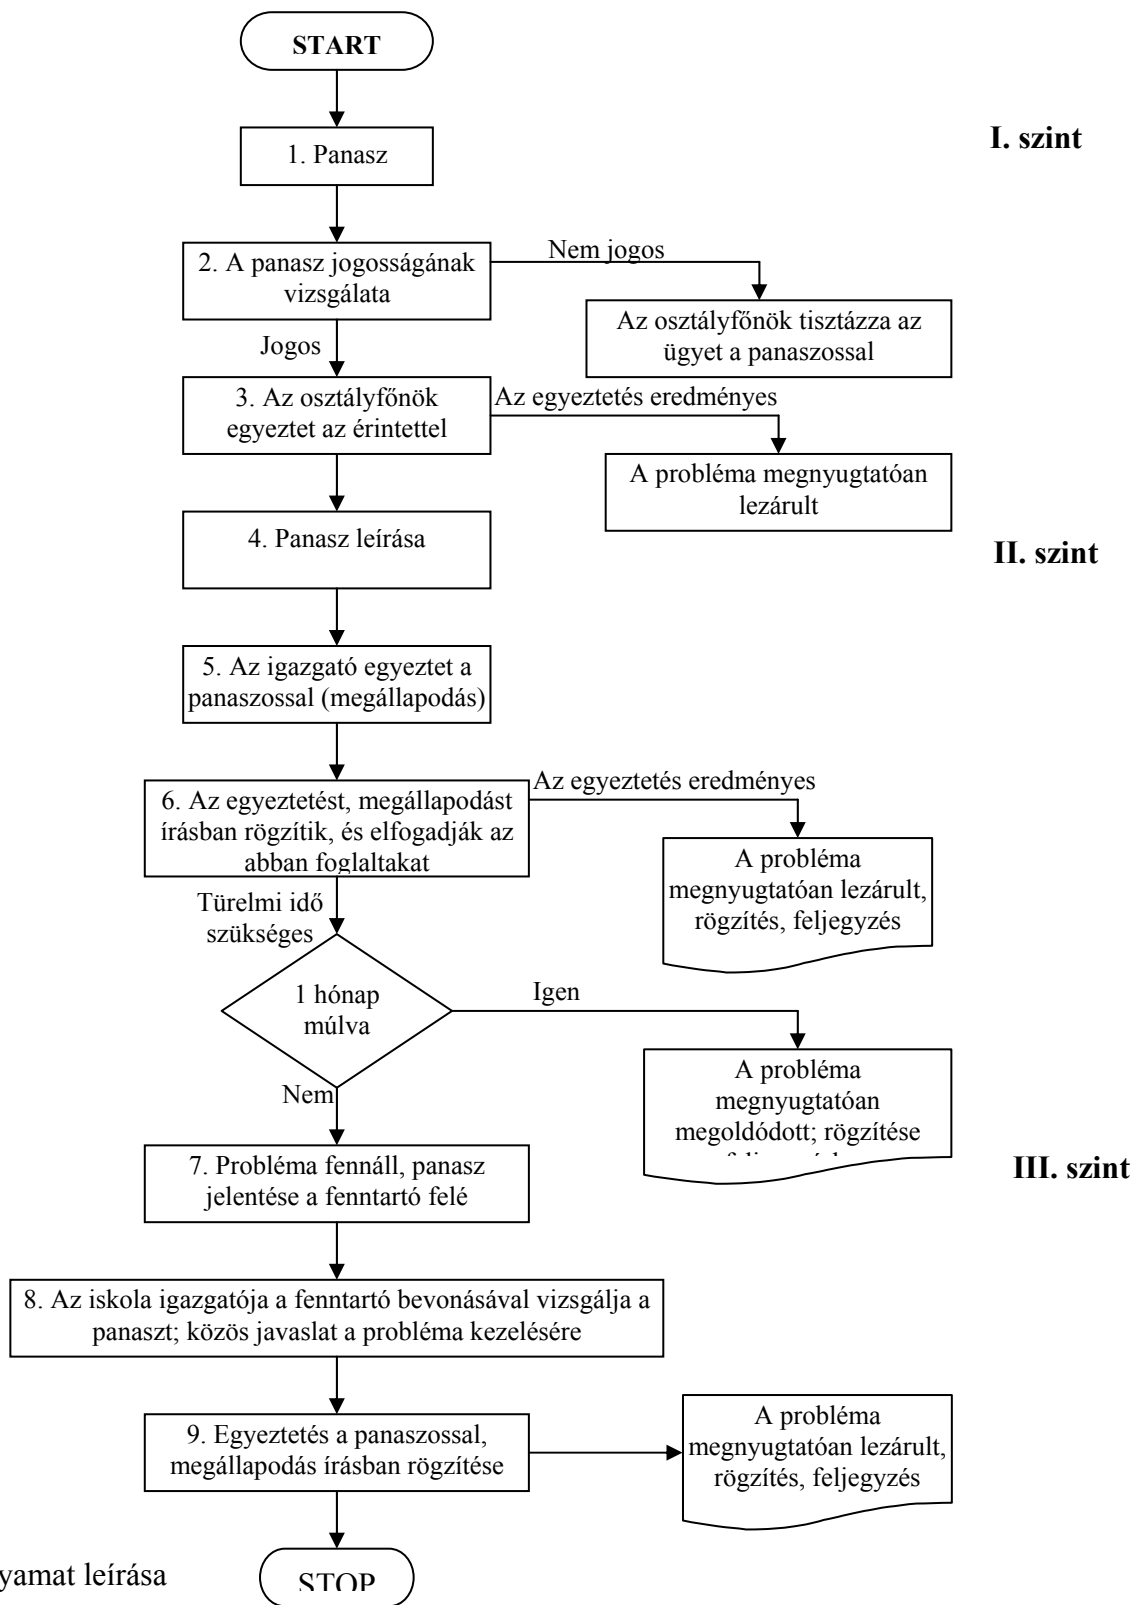 START
I. szint
1. Panasz
2. A panasz jogosságának
vizsgálata
Nem jogos
Az osztályfőnök tisztázza az
ügyet a panaszossal
Jogos
3. Az osztályfőnök
egyeztet az érintettel
Az egyeztetés eredményes
A probléma megnyugtatóan
lezárult
4. Panasz leírása
II. szint
5. Az igazgató egyeztet a
panaszossal (megállapodás)
6. Az egyeztetést, megállapodást
írásban rögzítik, és elfogadják az
abban foglaltakat
Az egyeztetés eredményes
A probléma
megnyugtatóan lezárult,
rögzítés, feljegyzés
Türelmi idő
szükséges
1 hónap
múlva
Igen
A probléma
megnyugtatóan
megoldódott; rögzítése
Nem
7. Probléma fennáll, panasz
jelentése a fenntartó felé
III. szint
8. Az iskola igazgatója a fenntartó bevonásával vizsgálja a
panaszt; közös javaslat a probléma kezelésére
9. Egyeztetés a panaszossal,
megállapodás írásban rögzítése
A probléma
megnyugtatóan lezárult,
rögzítés, feljegyzés
yamat leírása
STOP